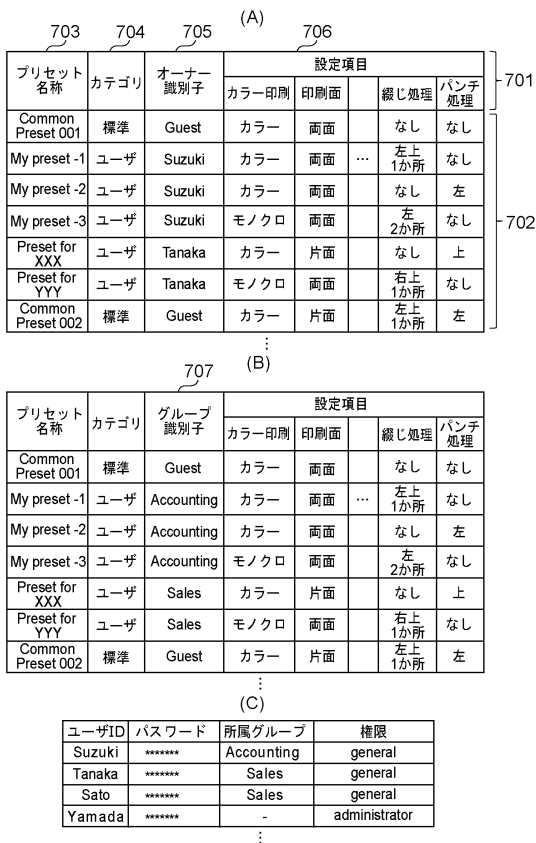 (A)
703 704 705 706
プリセット名称 カテゴリ オーナー識別子 設定項目
カラー印刷 印刷面 綴じ処理 パンチ処理
701
Common Preset 001 標準 Guest カラー 両面 なし なし
My preset -1 ユーザ Suzuki カラー 両面 … 左上1か所 なし
My preset -2 ユーザ Suzuki カラー 両面 なし 左
My preset -3 ユーザ Suzuki モノクロ 両面 左2か所 なし
702
Preset for XXX ユーザ Tanaka カラー 片面 なし 上
Preset for YYY ユーザ Tanaka モノクロ 両面 右上1か所 なし
Common Preset 002 標準 Guest カラー 片面 左上1か所 左
⋮
(B)
707
プリセット名称 カテゴリ グループ識別子 設定項目
カラー印刷 印刷面 綴じ処理 パンチ処理
Common Preset 001 標準 Guest カラー 両面 なし なし
My preset -1 ユーザ Accounting カラー 両面 … 左上1か所 なし
My preset -2 ユーザ Accounting カラー 両面 なし 左
My preset -3 ユーザ Accounting モノクロ 両面 左2か所 なし
Preset for XXX ユーザ Sales カラー 片面 なし 上
Preset for YYY ユーザ Sales モノクロ 両面 右上1か所 なし
Common Preset 002 標準 Guest カラー 片面 左上1か所 左
⋮
(C)
ユーザID パスワード 所属グループ 権限
Suzuki ******* Accounting general
Tanaka ******* Sales general
Sato ******* Sales general
Yamada ******* - administrator
⋮